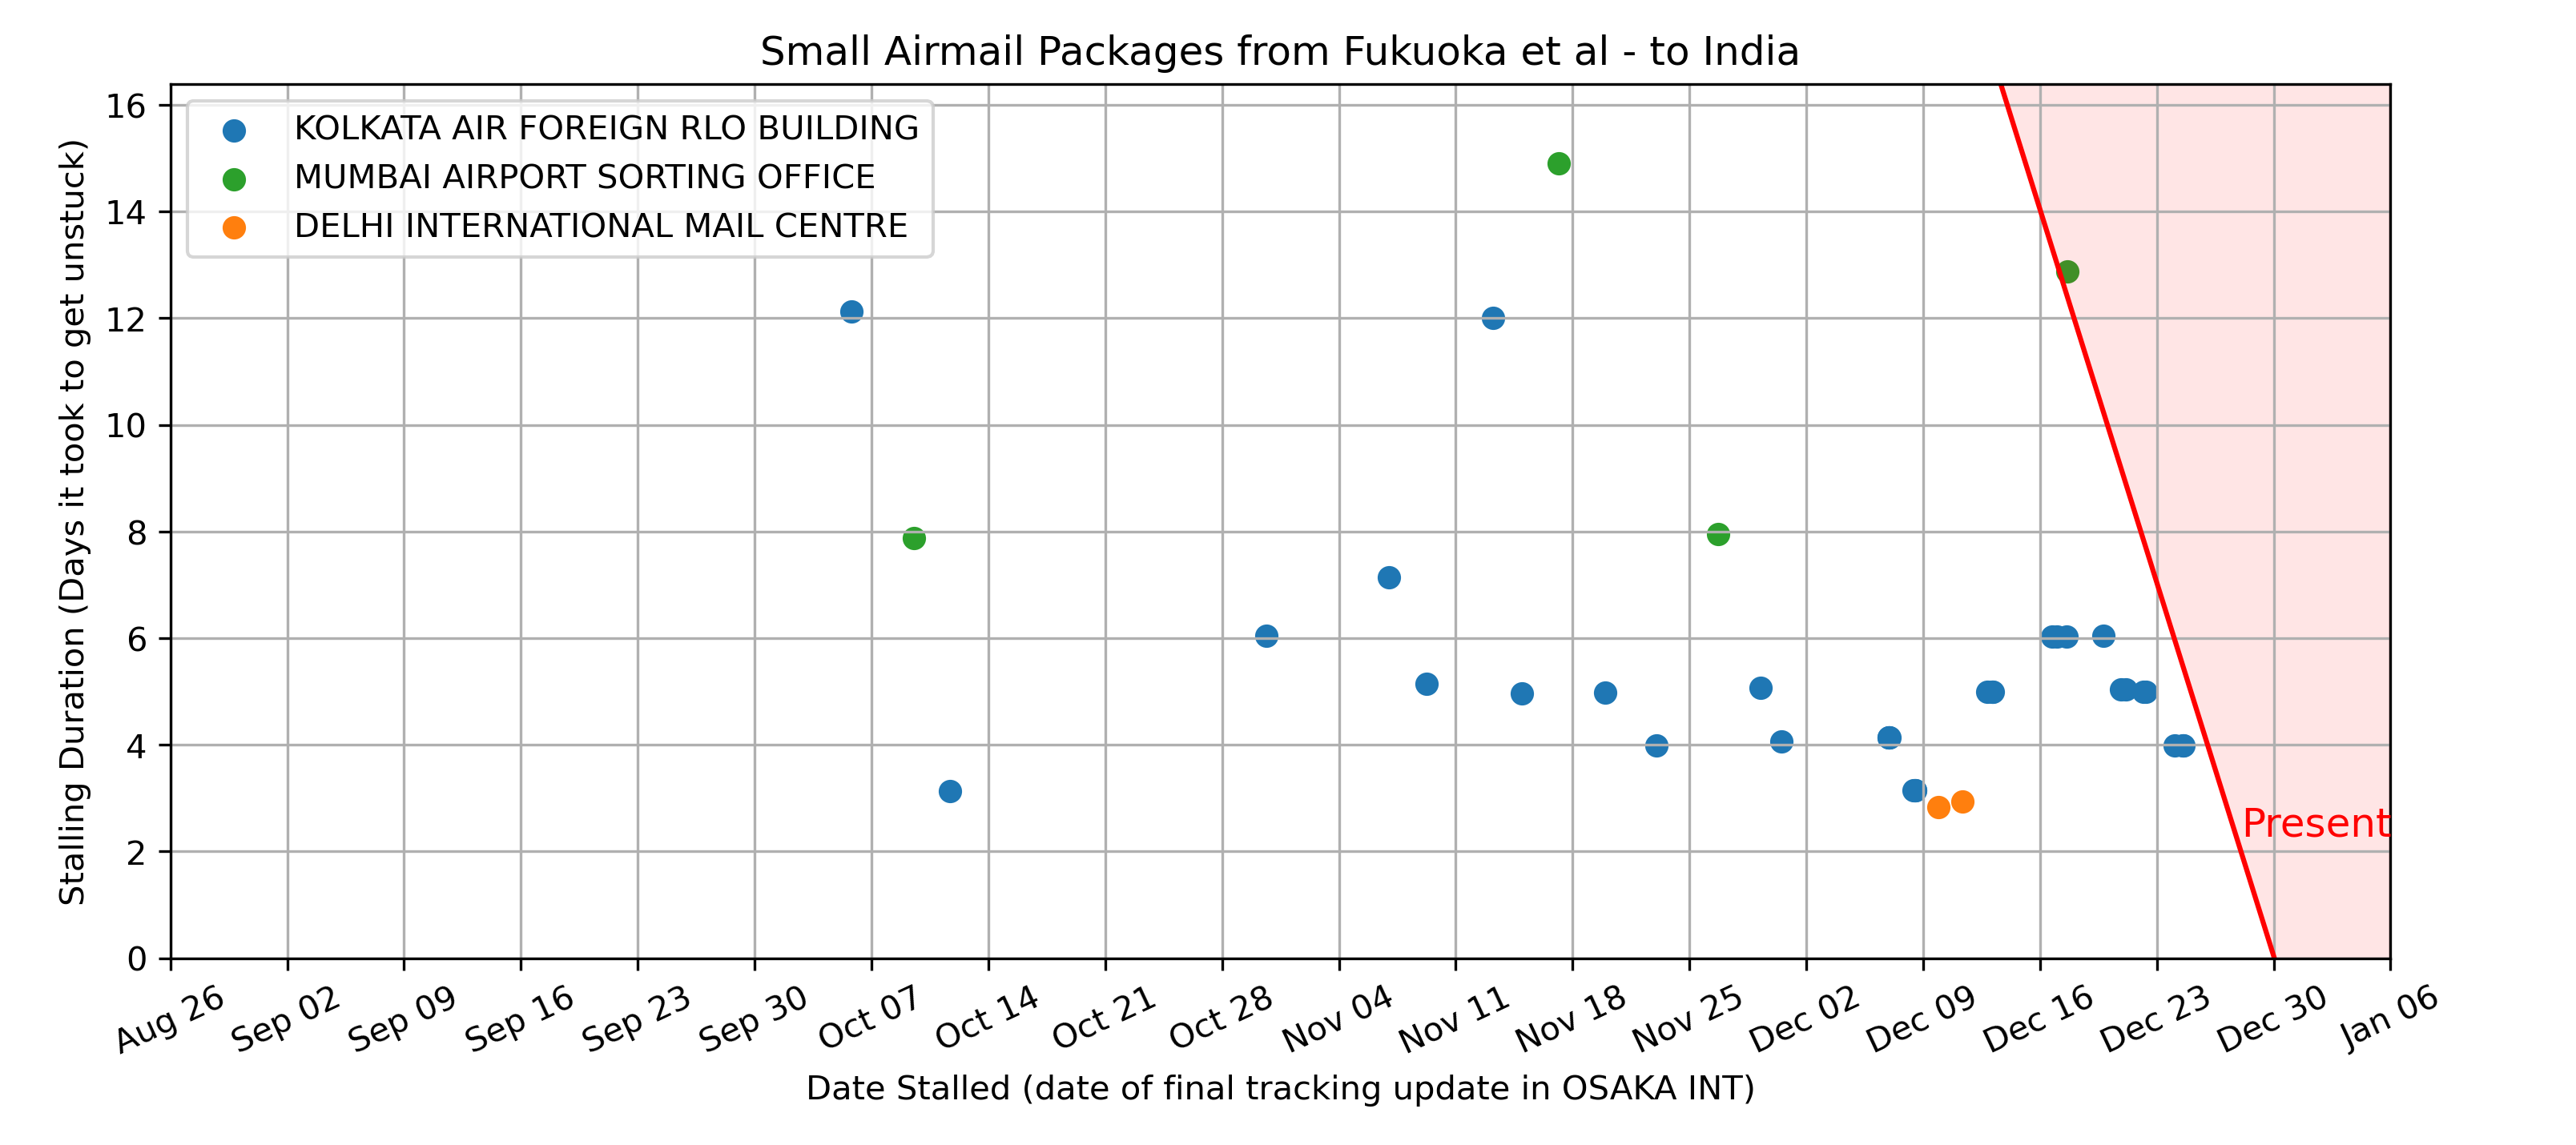 Small Airmail Packages from Fukuoka et al - to India
Stalling Duration (Days it took to get unstuck)
16
14
12
10
8
6
4
2
0
KOLKATA AIR FOREIGN RLO BUILDING
MUMBAI AIRPORT SORTING OFFICE
DELHI INTERNATIONAL MAIL CENTRE
Present
Aug 26 Sep 02 Sep 09 Sep 16 Sep 23 Sep 30 Oct 07 Oct 14 Oct 21 Oct 28 Nov 04 Nov 11 Nov 18 Nov 25 Dec 02 Dec 09 Dec 16 Dec 23 Dec 30 Jan 06
Date Stalled (date of final tracking update in OSAKA INT)